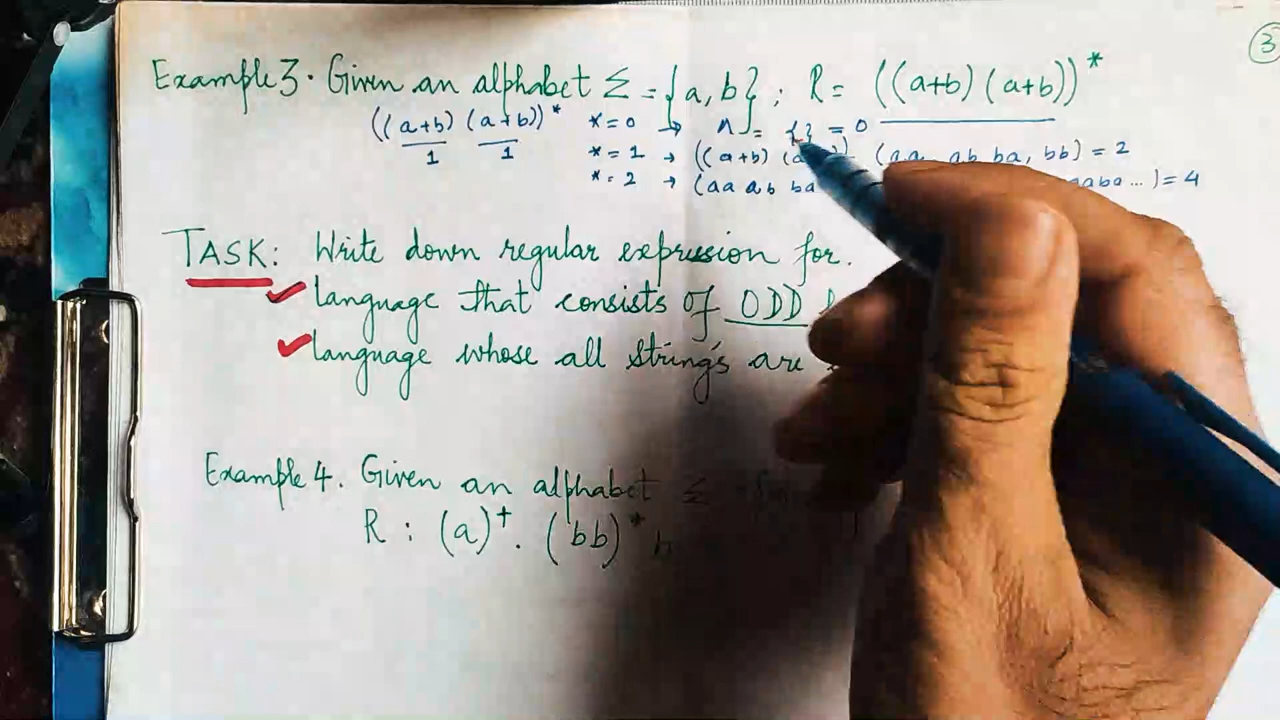 3
Example 3. Given an alphabet Σ = {a, b} ; R = ((a+b) (a+b))*
((a+b) (a+b))* *=0 → = {} = 0
1 1 *=1 → ((a+b) (a (aa, ab, ba, bb) = 2
*=2 → (aa ab ba aaba ...) = 4
TASK: Write down regular expression for.
language that consists of ODD
language whose all strings are
Example 4. Given an alphabet Σ
R : (a)⁺ . (bb)*